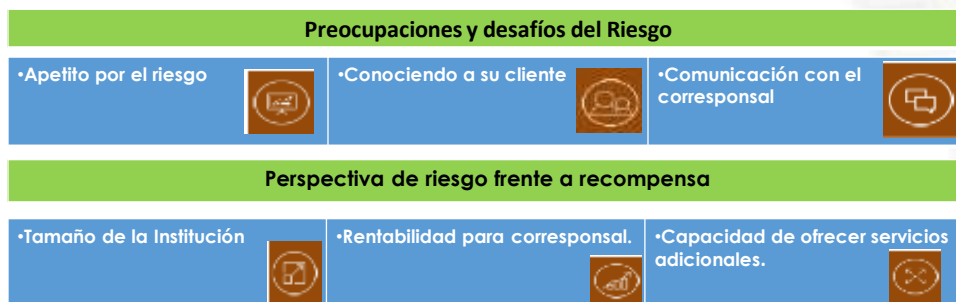 Preocupaciones y desafíos del Riesgo
•Apetito por el riesgo
•Conociendo a su cliente
•Comunicación con el
corresponsal
Perspectiva de riesgo frente a recompensa
•Tamaño de la Institución
•Rentabilidad para corresponsal.
•Capacidad de ofrecer servicios
adicionales.